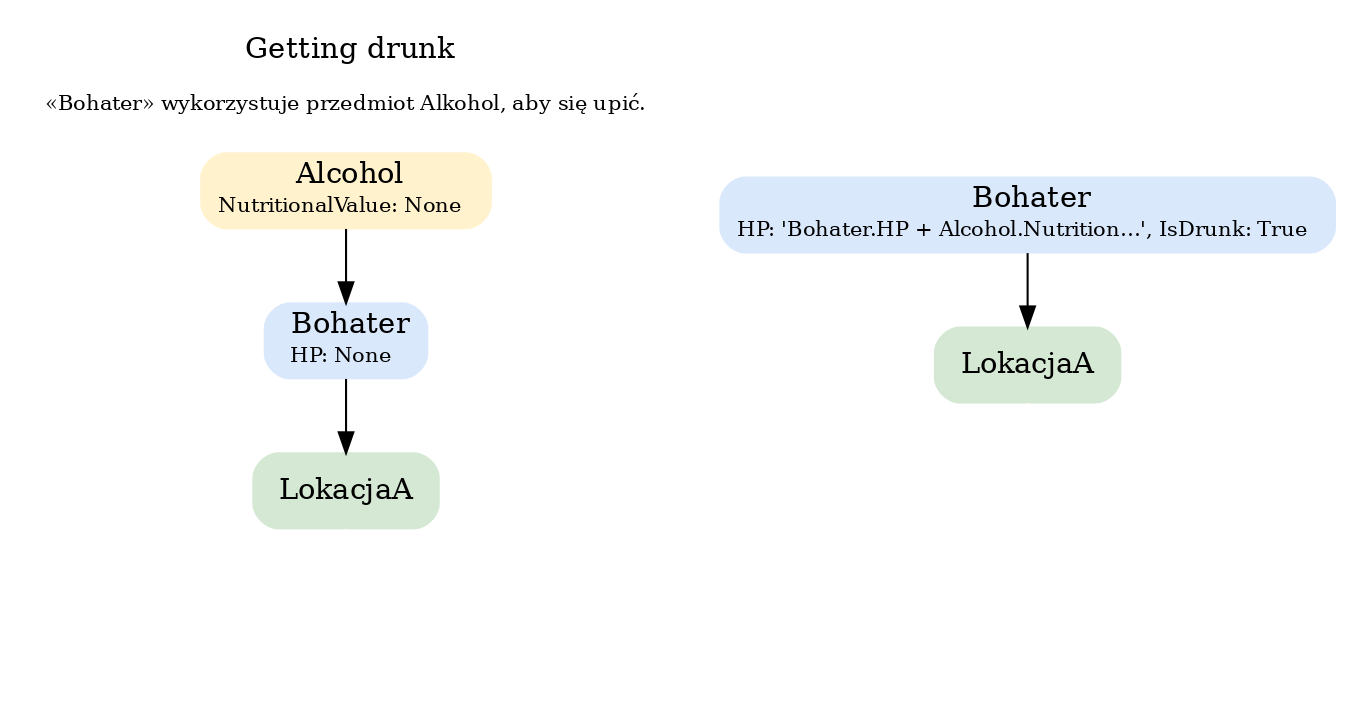 Getting drunk
«Bohater» wykorzystuje przedmiot Alkohol, aby się upić.
Alcohol
NutritionalValue: None
Bohater
HP: None
LokacjaA
Bohater
HP: 'Bohater.HP + Alcohol.Nutrition...', IsDrunk: True
LokacjaA